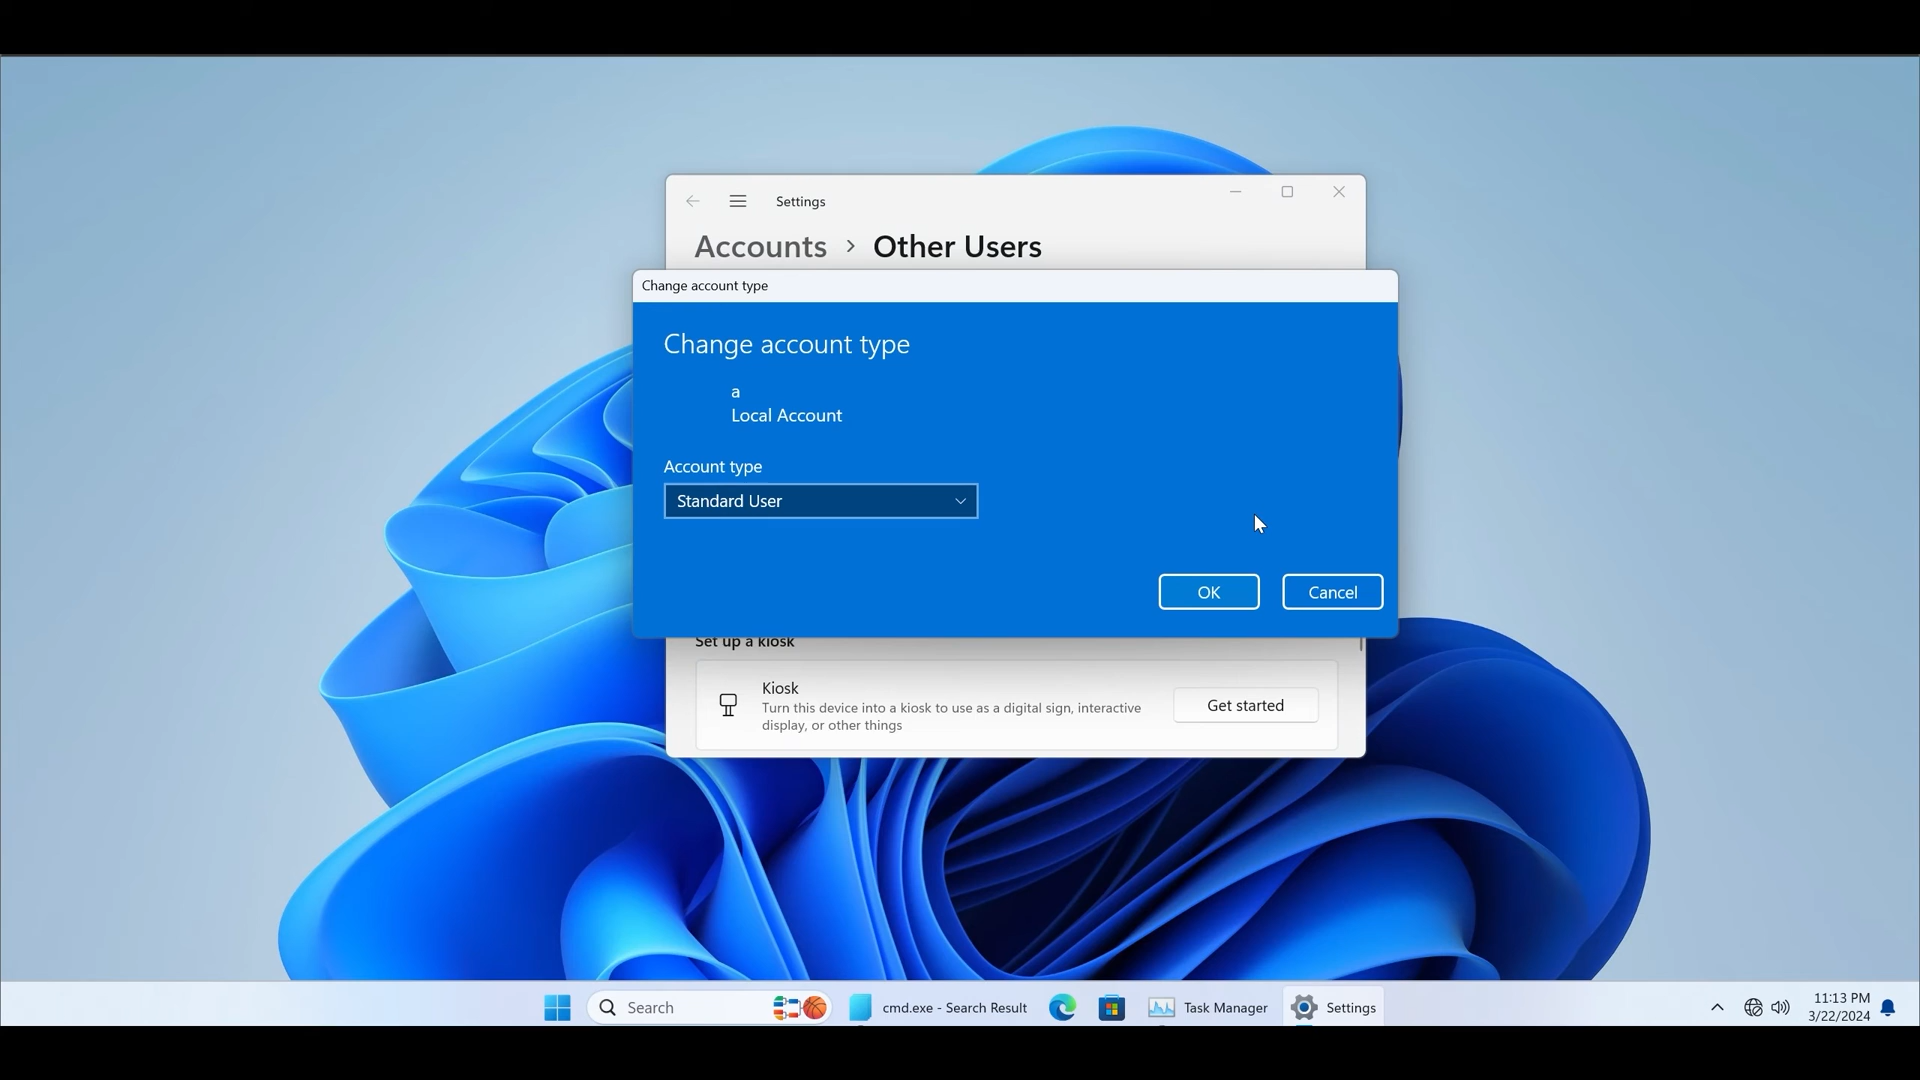 Settings
Accounts > Other Users
Change account type
Change account type
a
Local Account
Account type
Standard User
OK
Cancel
Set up a kiosk
Kiosk
Turn this device into a kiosk to use as a digital sign, interactive
display, or other things
Get started
Search
cmd.exe - Search Result
Task Manager
Settings
11:13 PM
3/22/2024